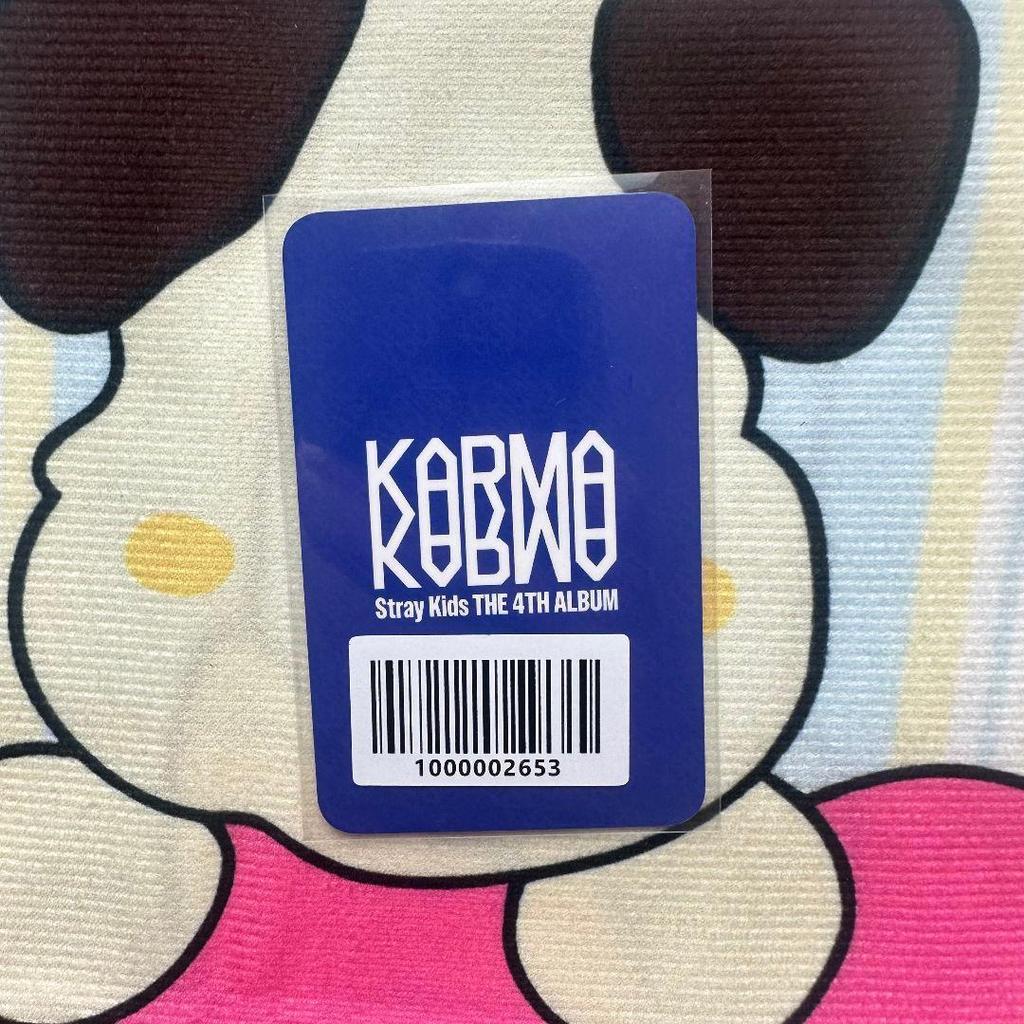 KARMA
Stray Kids THE 4TH ALBUM
1000002653